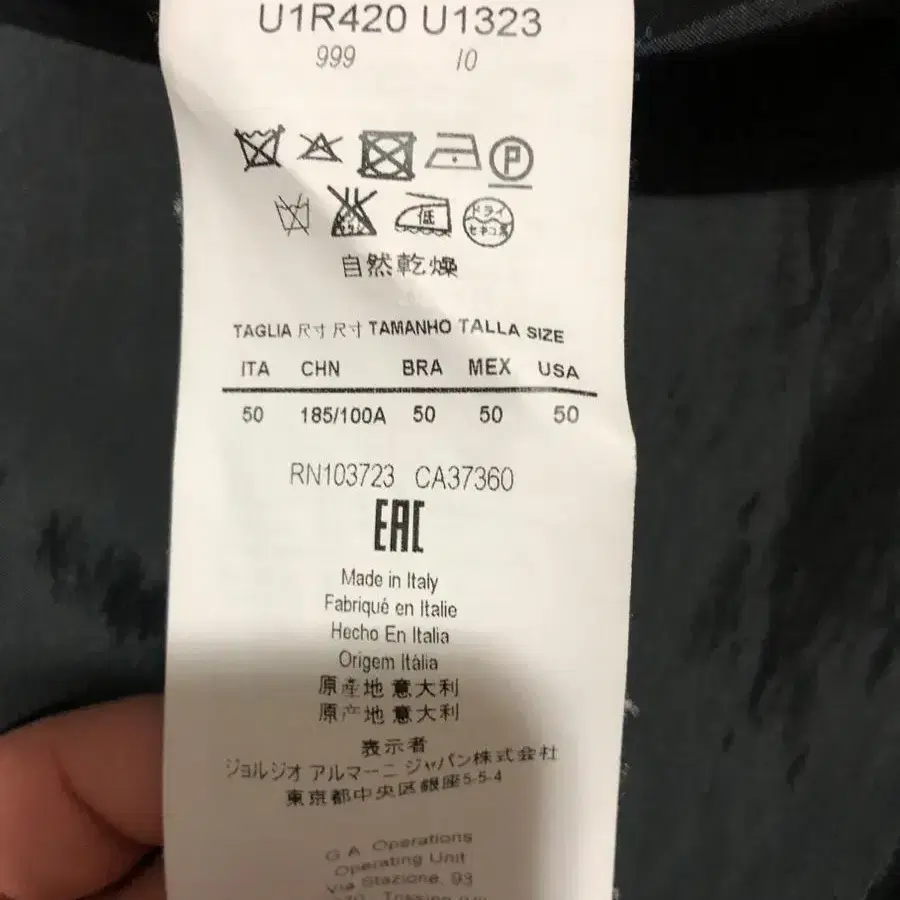 U1R420 U1323
999 10
P
低 ドライ
自然乾燥
TAGLIA 尺寸 尺寸 TAMANHO TALLA SIZE
ITA CHN BRA MEX USA
50 185/100A 50 50 50
RN103723 CA37360
EAC
Made in Italy
Fabriqué en Italie
Hecho En Italia
Origem Itália
原產地 意大利
原产地 意大利
表示者
ジョルジオ アルマーニ ジャパン株式会社
東京都中央区銀座5-5-4
G A Operations
Operating Unit
Via Stazione, 93